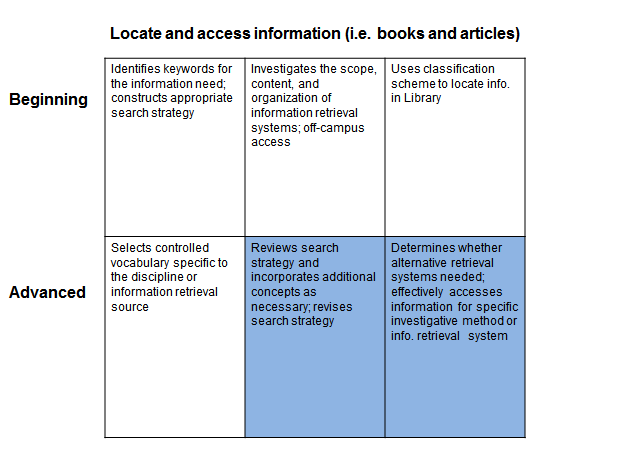 Locate and access information (i.e. books and articles)
Beginning
Identifies keywords for
the information need;
constructs appropriate
search strategy
Investigates the scope,
content, and
organization of
information retrieval
systems; off-campus
access
Uses classification
scheme to locate info.
in Library
Advanced
Selects controlled
vocabulary specific to
the discipline or
information retrieval
source
Reviews search
strategy and
incorporates additional
concepts as
necessary; revises
search strategy
Determines whether
alternative retrieval
systems needed;
effectively accesses
information for specific
investigative method or
info. retrieval system